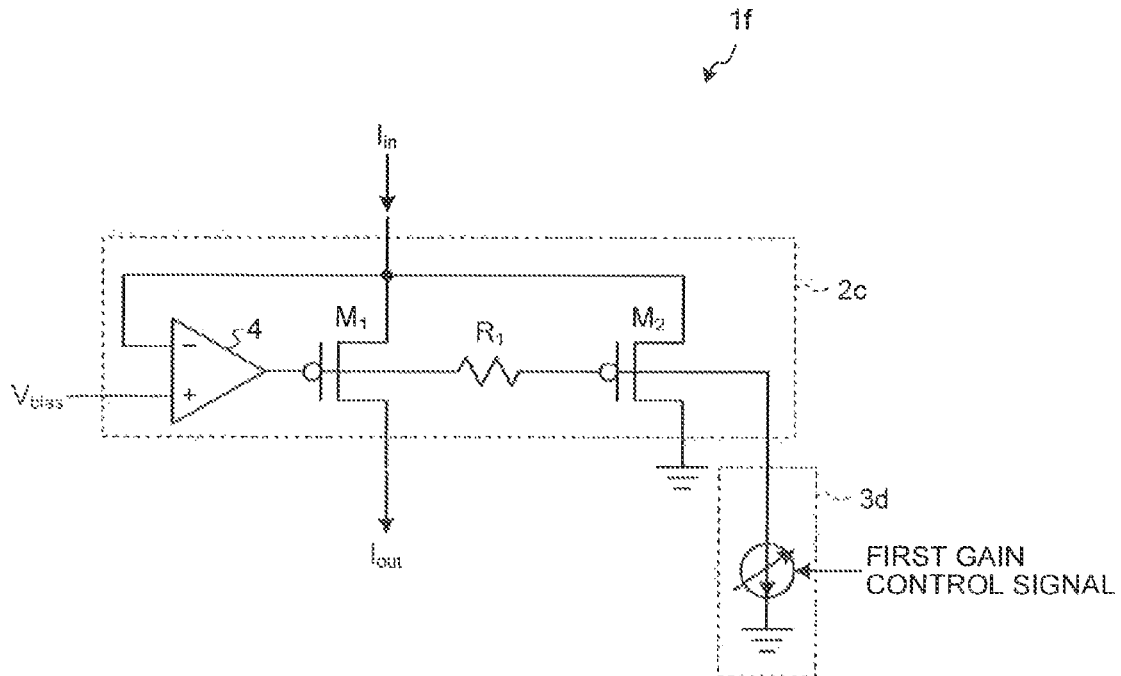 1f
I_in
2c
M₁
R₁
M₂
4
−
+
V_bias
3d
I_out
FIRST GAIN
CONTROL SIGNAL